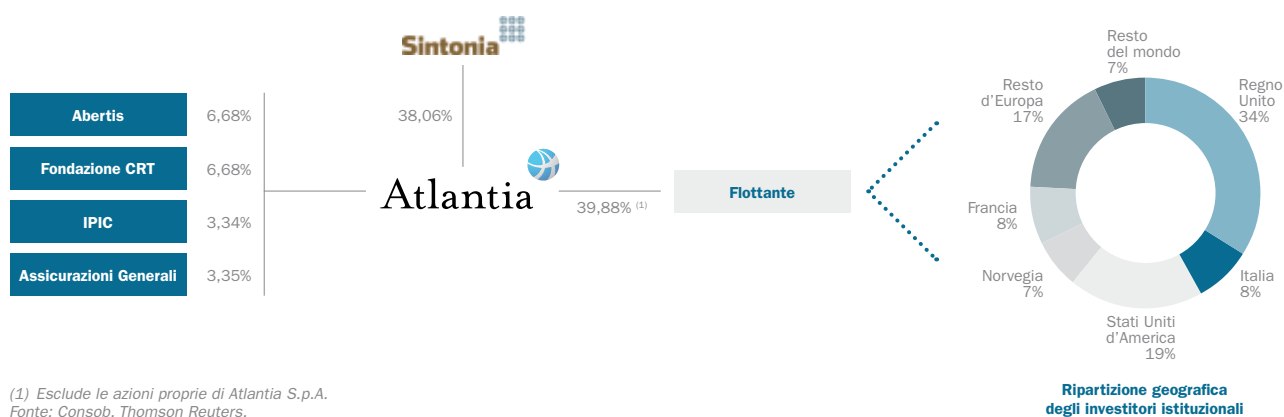 Sintonia
38,06%
Abertis
6,68%
Fondazione CRT
6,68%
IPIC
3,34%
Assicurazioni Generali
3,35%
Atlantia
39,88% (1)
Flottante
Resto
del mondo
7%
Regno
Unito
34%
Resto
d'Europa
17%
Francia
8%
Norvegia
7%
Italia
8%
Stati Uniti
d'America
19%
Ripartizione geografica
degli investitori istituzionali
(1) Esclude le azioni proprie di Atlantia S.p.A.
Fonte: Consob, Thomson Reuters.